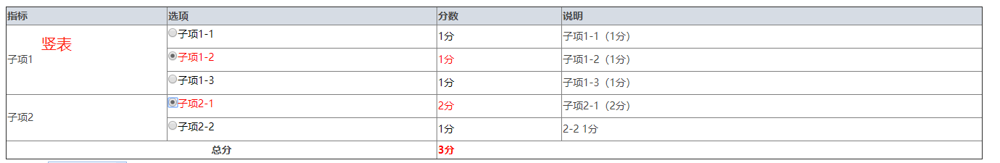 指标 选项 分数 说明
竖表
子项1
子项1-1 1分 子项1-1（1分）
子项1-2 1分 子项1-2（1分）
子项1-3 1分 子项1-3（1分）
子项2
子项2-1 2分 子项2-1（2分）
子项2-2 1分 2-2 1分
总分 3分